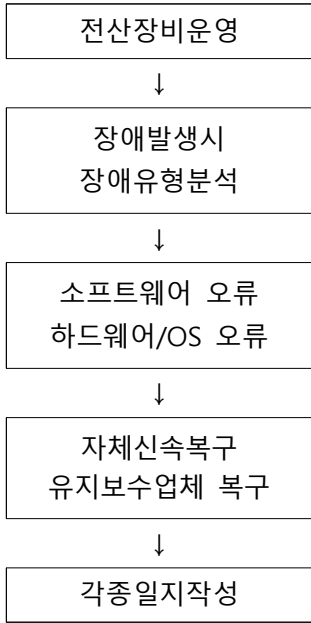 전산장비운영
↓
장애발생시
장애유형분석
↓
소프트웨어 오류
하드웨어/OS 오류
↓
자체신속복구
유지보수업체 복구
↓
각종일지작성